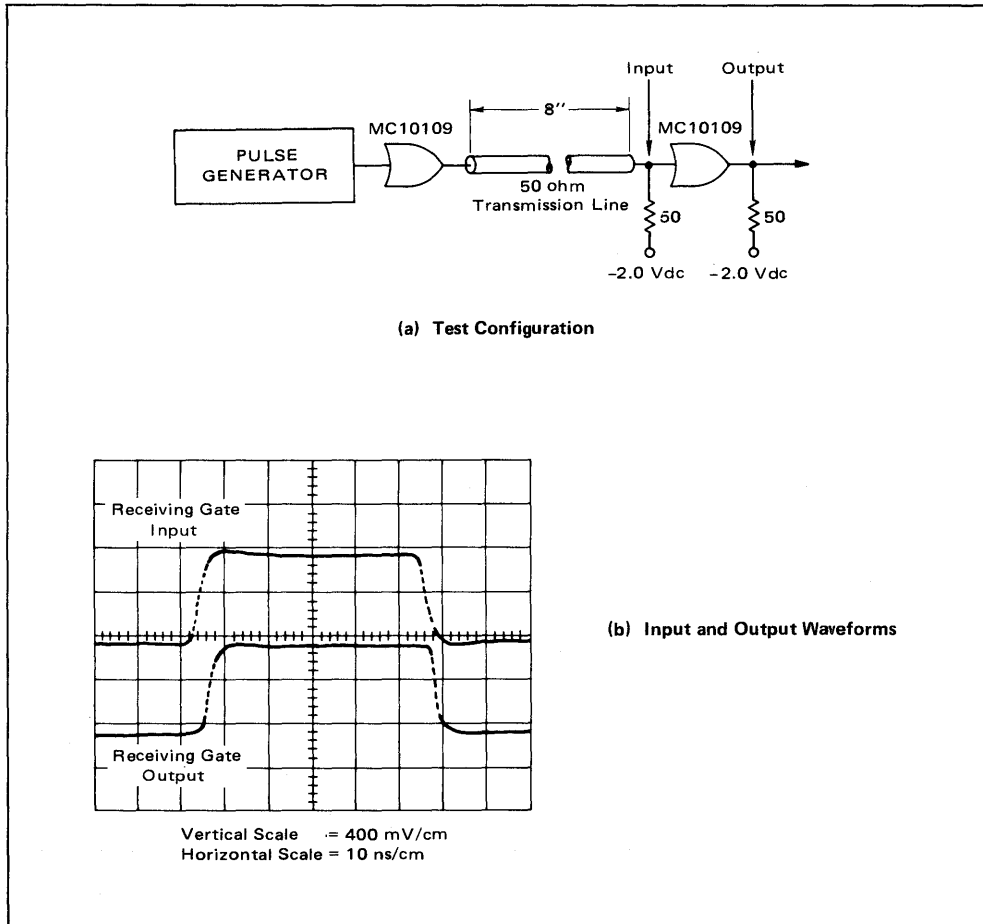 Input Output
8″
MC10109 MC10109
PULSE
GENERATOR
50 ohm
Transmission Line
50 50
-2.0 Vdc -2.0 Vdc
(a) Test Configuration
Receiving Gate
Input
(b) Input and Output Waveforms
Receiving Gate
Output
Vertical Scale = 400 mV/cm
Horizontal Scale = 10 ns/cm